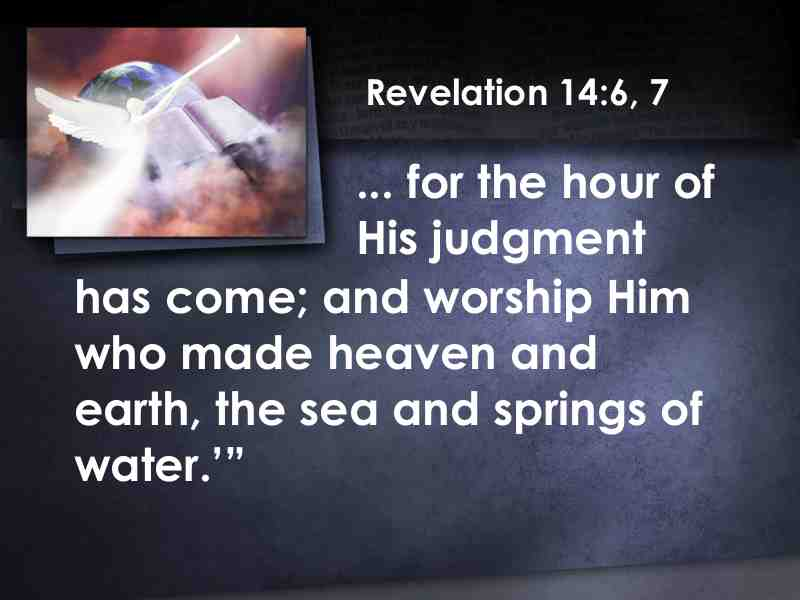 Revelation 14:6, 7
... for the hour of
His judgment
has come; and worship Him
who made heaven and
earth, the sea and springs of
water.’”